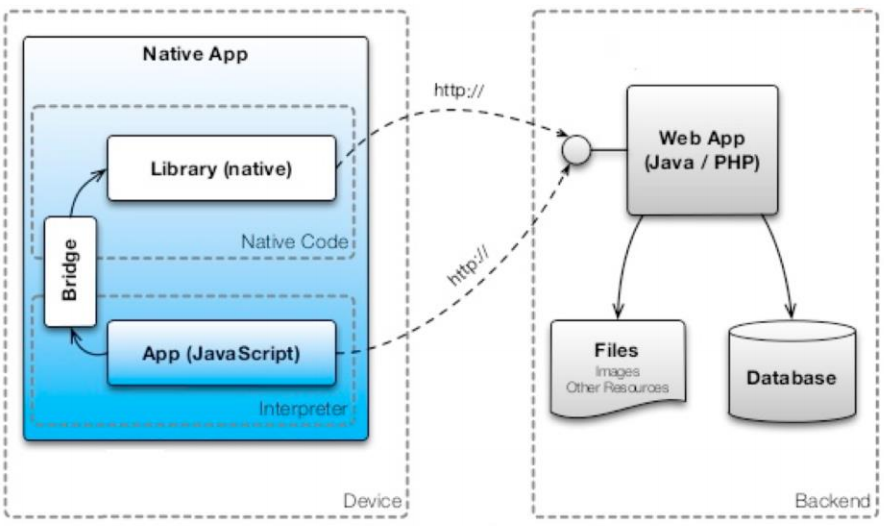 Native App
Library (native)
Native Code
Bridge
App (JavaScript)
Interpreter
Device
http://
http://
Web App
(Java / PHP)
Files
Images
Other Resources
Database
Backend